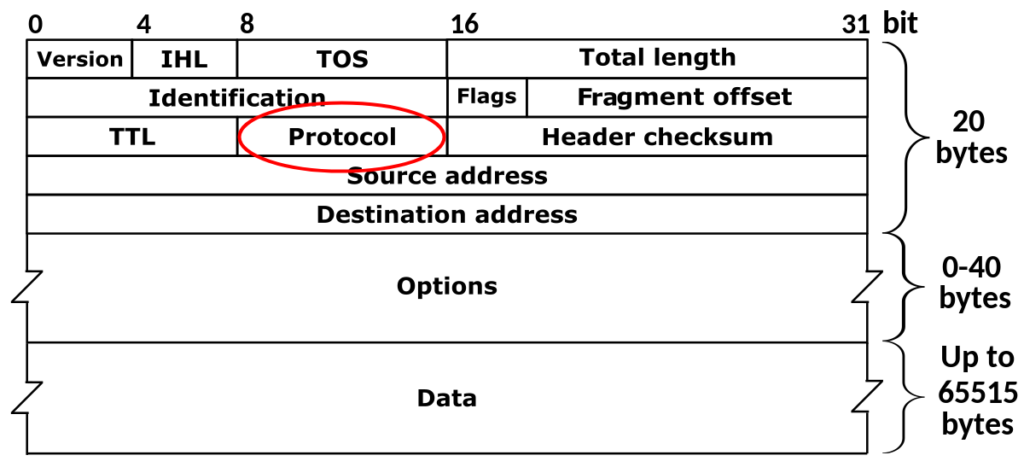 0 4 8 16 31 bit
Version IHL TOS Total length
Identification Flags Fragment offset
TTL Protocol Header checksum
Source address
Destination address
20
bytes
Options
0-40
bytes
Data
Up to
65515
bytes